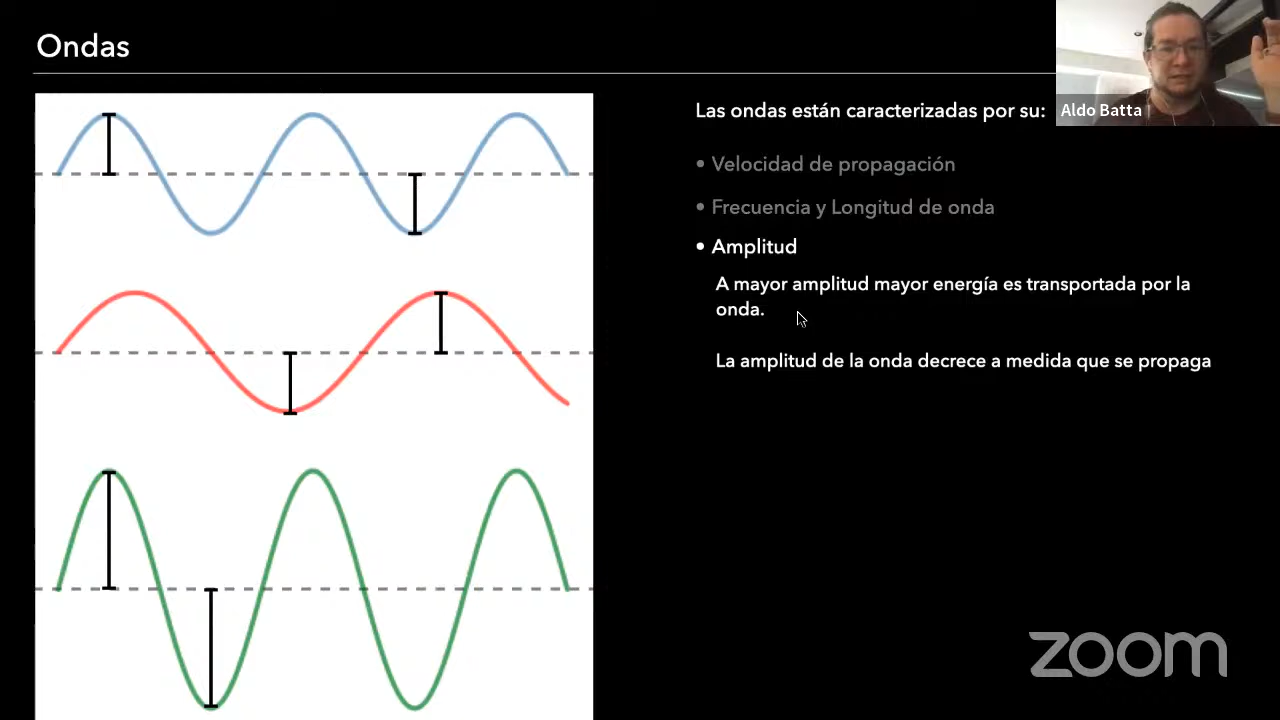 Ondas
Las ondas están caracterizadas por su:
Aldo Batta
• Velocidad de propagación
• Frecuencia y Longitud de onda
• Amplitud
A mayor amplitud mayor energía es transportada por la
onda.
La amplitud de la onda decrece a medida que se propaga
zoom